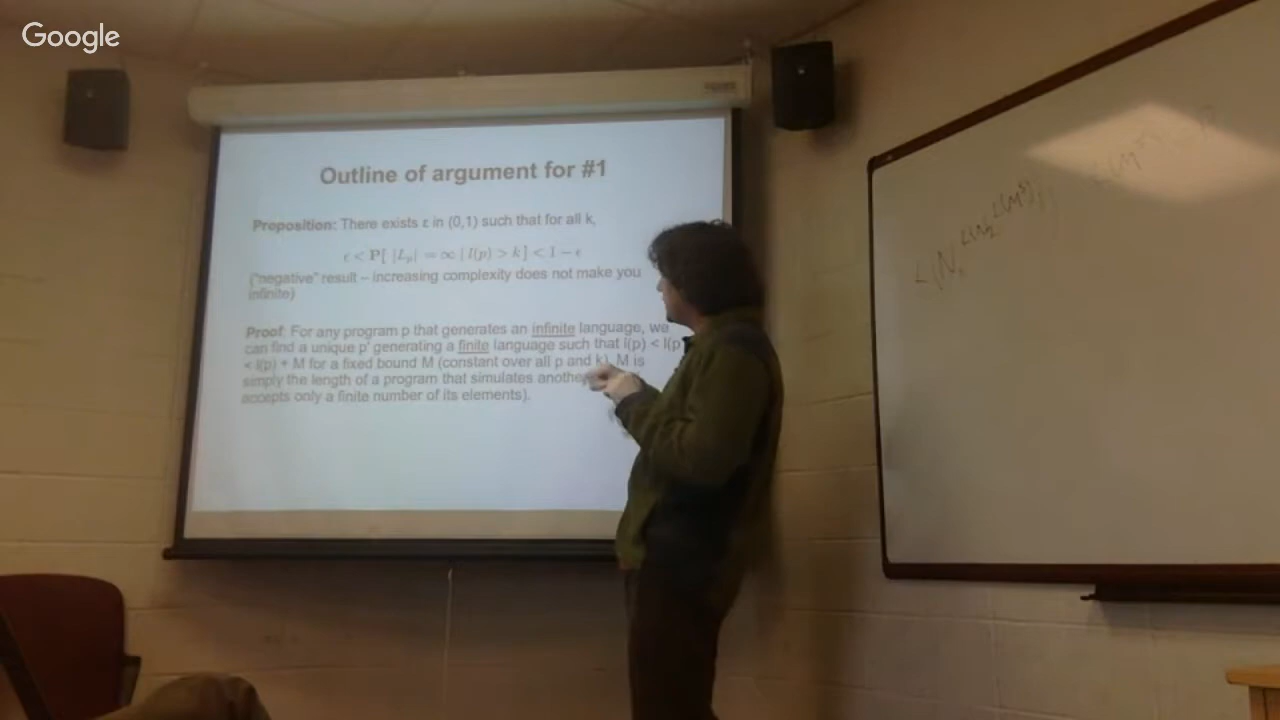 Google
Outline of argument for #1
Proposition: There exists ε in (0,1) such that for all k,
ϵ < P[ |Lₚ| = ∞ | l(p) > k ] < 1 − ϵ
("negative" result – increasing complexity does not make you
infinite)
Proof: For any program p that generates an infinite language, we
can find a unique p' generating a finite language such that l(p) < l(p
< l(p) + M for a fixed bound M (constant over all p and k). M is
simply the length of a program that simulates
accepts only a finite number of its elements).